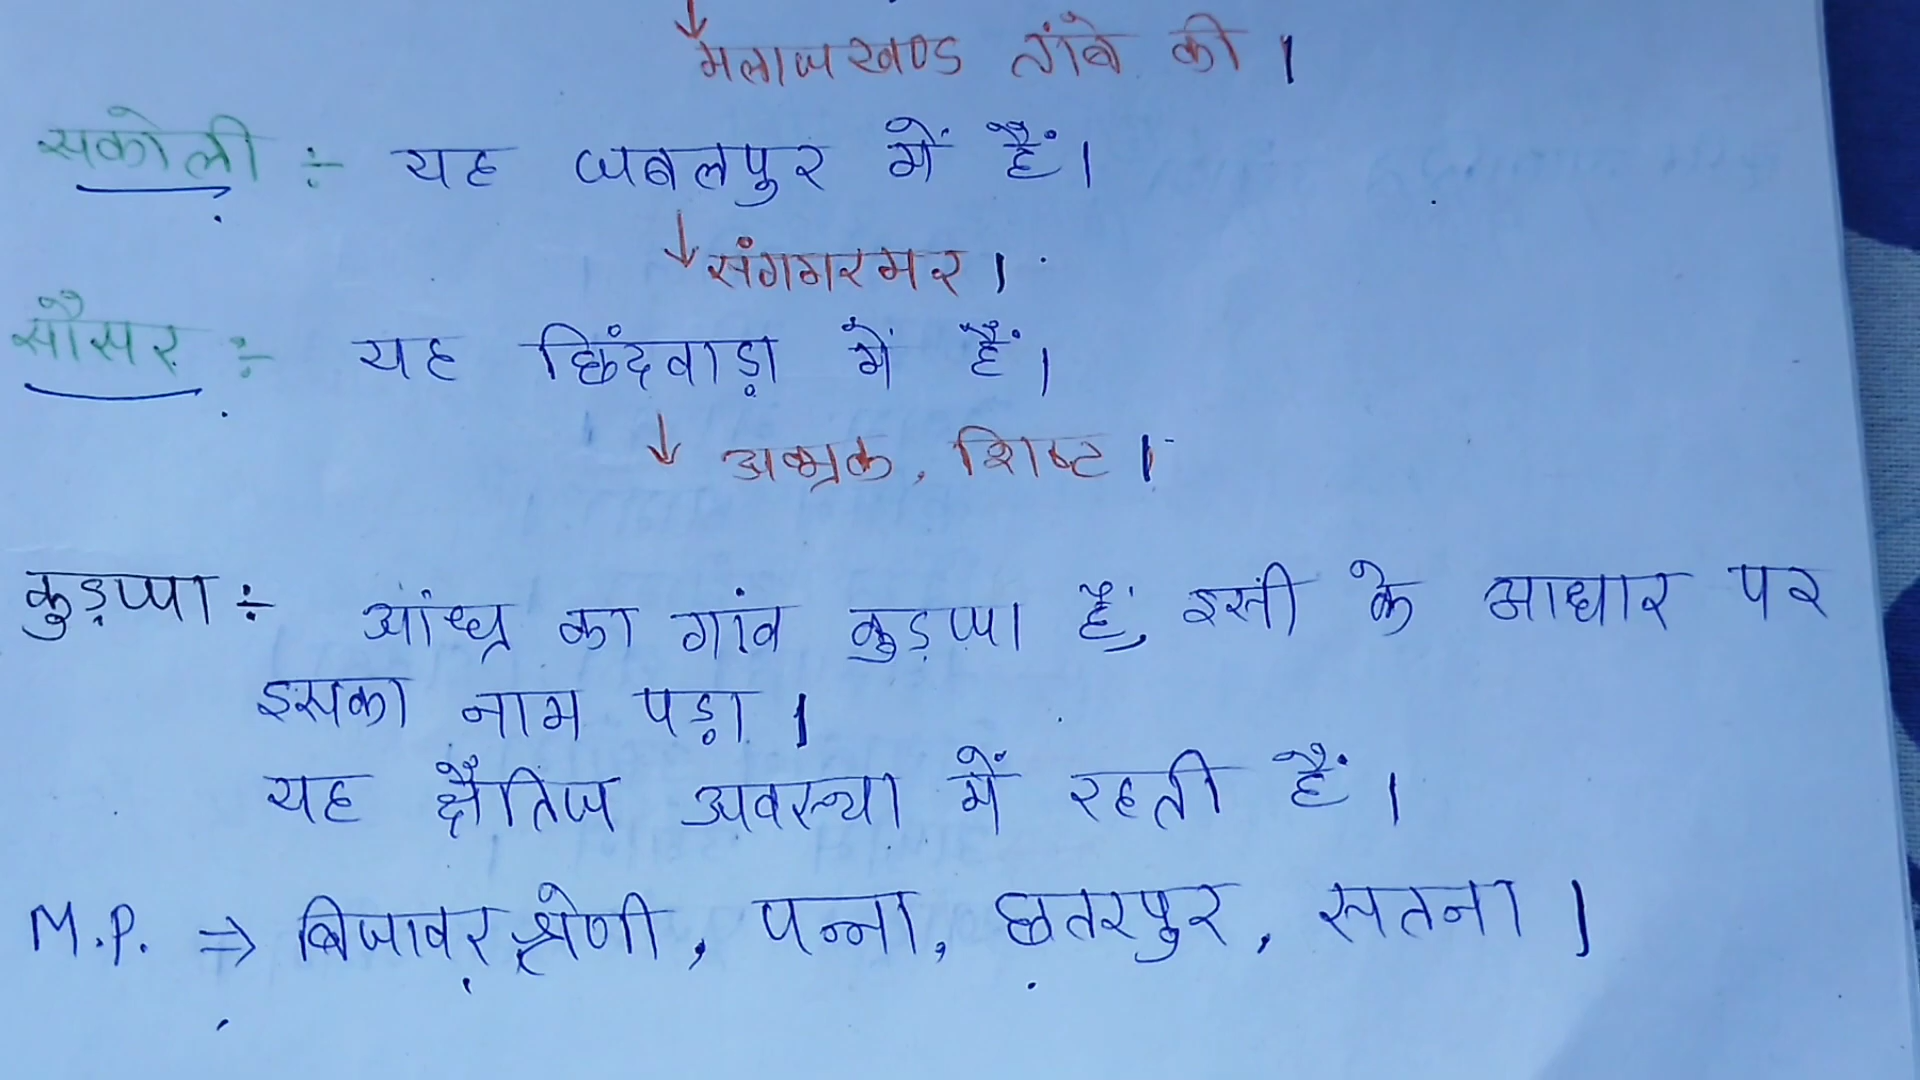 ↓मलाजखण्ड तांबे की।
सकोली ÷ यह जबलपुर में हैं।
↓संगगरमर।
सौसर ÷ यह छिंदवाड़ा में हैं।
↓ अभ्रक, शिष्ट।
कुड़प्पा ÷ आंध्र का गांव कुड़प्पा है, इसी के आधार पर
इसका नाम पड़ा।
यह क्षैतिज अवस्था में रहती हैं।
M.P. ⇒ बिजावर श्रेणी, पन्ना, छतरपुर, सतना।